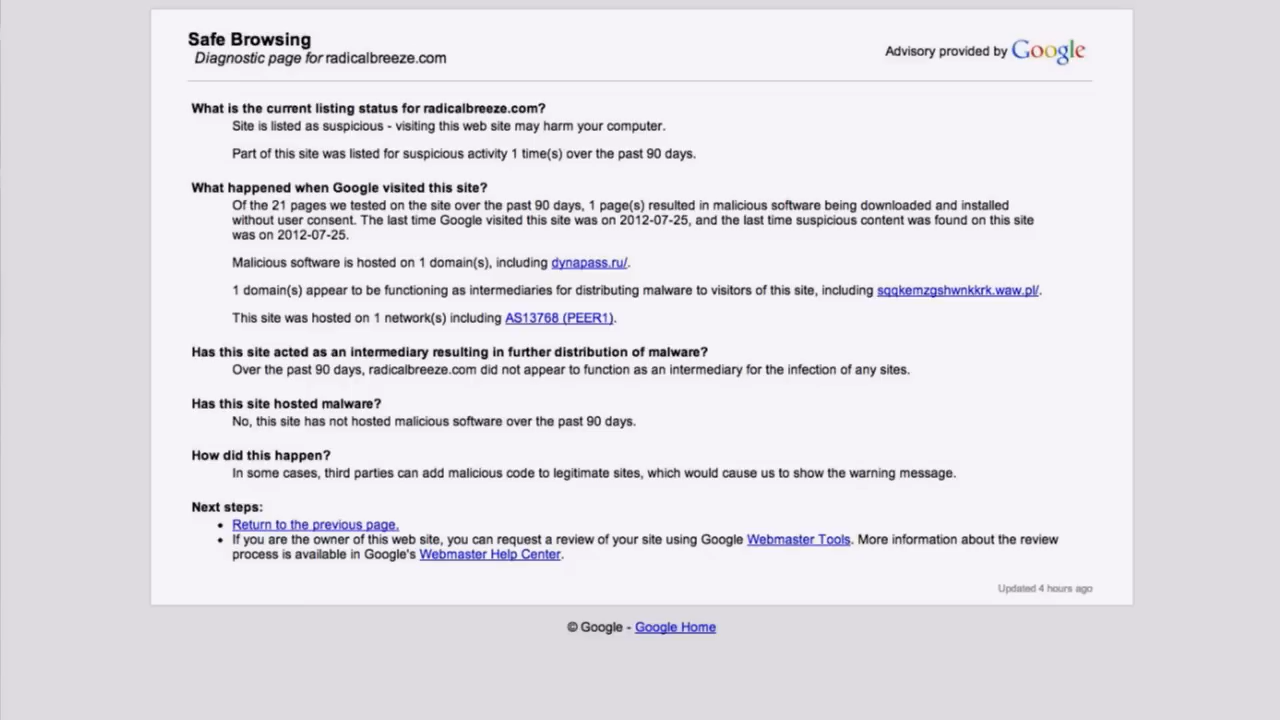 Safe Browsing
Diagnostic page for radicalbreeze.com
Advisory provided by Google
What is the current listing status for radicalbreeze.com?
Site is listed as suspicious - visiting this web site may harm your computer.
Part of this site was listed for suspicious activity 1 time(s) over the past 90 days.
What happened when Google visited this site?
Of the 21 pages we tested on the site over the past 90 days, 1 page(s) resulted in malicious software being downloaded and installed
without user consent. The last time Google visited this site was on 2012-07-25, and the last time suspicious content was found on this site
was on 2012-07-25.
Malicious software is hosted on 1 domain(s), including dynapass.ru/.
1 domain(s) appear to be functioning as intermediaries for distributing malware to visitors of this site, including sqqkemzgshwnkkrk.waw.pl/.
This site was hosted on 1 network(s) including AS13768 (PEER1).
Has this site acted as an intermediary resulting in further distribution of malware?
Over the past 90 days, radicalbreeze.com did not appear to function as an intermediary for the infection of any sites.
Has this site hosted malware?
No, this site has not hosted malicious software over the past 90 days.
How did this happen?
In some cases, third parties can add malicious code to legitimate sites, which would cause us to show the warning message.
Next steps:
• Return to the previous page.
• If you are the owner of this web site, you can request a review of your site using Google Webmaster Tools. More information about the review
process is available in Google's Webmaster Help Center.
Updated 4 hours ago
© Google - Google Home